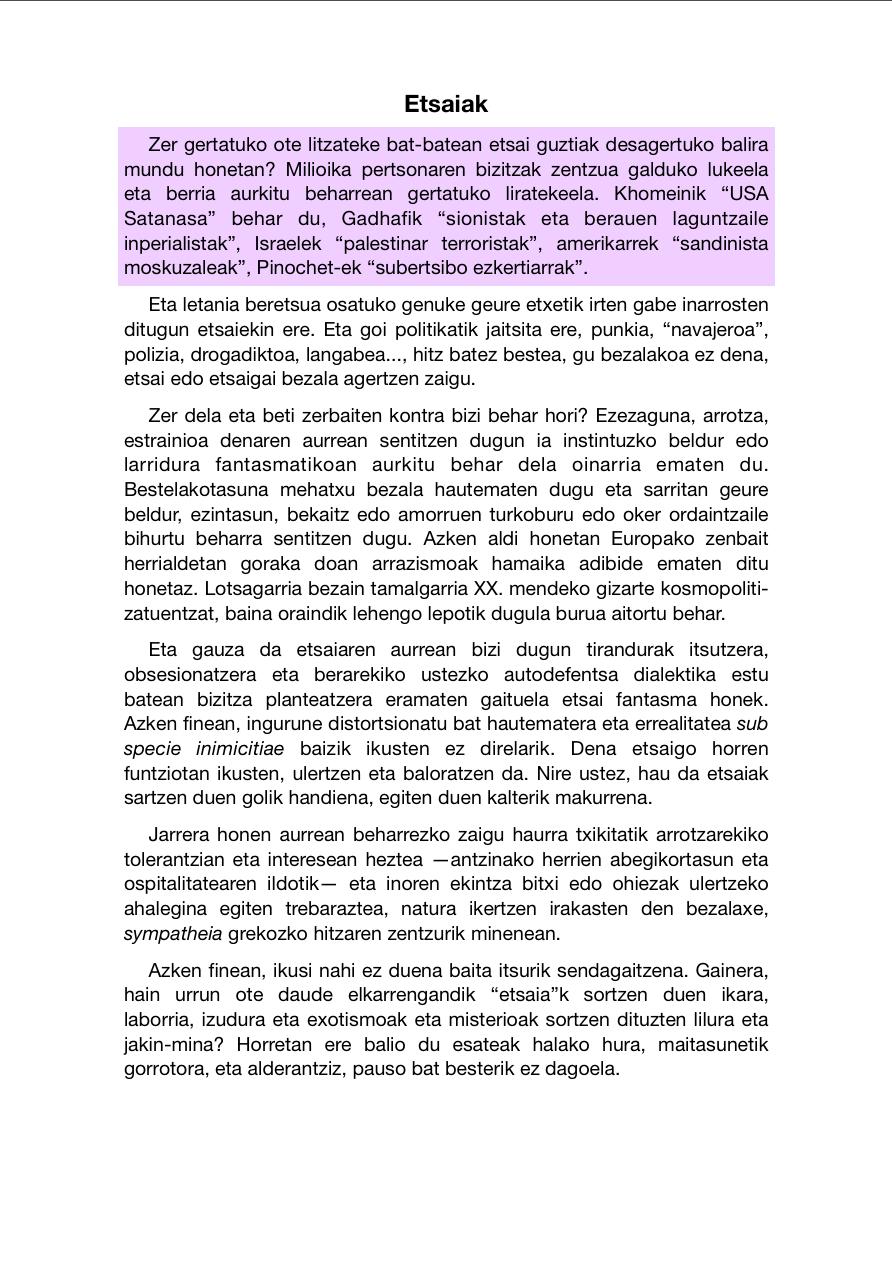 Etsaiak
Zer gertatuko ote litzateke bat-batean etsai guztiak desagertuko balira
mundu honetan? Milioika pertsonaren bizitzak zentzua galduko lukeela
eta berria aurkitu beharrean gertatuko liratekeela. Khomeinik “USA
Satanasa” behar du, Gadhafik “sionistak eta berauen laguntzaile
inperialistak”, Israelek “palestinar terroristak”, amerikarrek “sandinista
moskuzaleak”, Pinochet-ek “subertsibo ezkertiarrak”.
Eta letania beretsua osatuko genuke geure etxetik irten gabe inarrosten
ditugun etsaiekin ere. Eta goi politikatik jaitsita ere, punkia, “navajeroa”,
polizia, drogadiktoa, langabea..., hitz batez bestea, gu bezalakoa ez dena,
etsai edo etsaigai bezala agertzen zaigu.
Zer dela eta beti zerbaiten kontra bizi behar hori? Ezezaguna, arrotza,
estrainioa denaren aurrean sentitzen dugun ia instintuzko beldur edo
larridura fantasmatikoan aurkitu behar dela oinarria ematen du.
Bestelakotasuna mehatxu bezala hautematen dugu eta sarritan geure
beldur, ezintasun, bekaitz edo amorruen turkoburu edo oker ordaintzaile
bihurtu beharra sentitzen dugu. Azken aldi honetan Europako zenbait
herrialdetan goraka doan arrazismoak hamaika adibide ematen ditu
honetaz. Lotsagarria bezain tamalgarria XX. mendeko gizarte kosmopoliti-
zatuentzat, baina oraindik lehengo lepotik dugula burua aitortu behar.
Eta gauza da etsaiaren aurrean bizi dugun tirandurak itsutzera,
obsesionatzera eta berarekiko ustezko autodefentsa dialektika estu
batean bizitza planteatzera eramaten gaituela etsai fantasma honek.
Azken finean, ingurune distortsionatu bat hautematera eta errealitatea sub
specie inimicitiae baizik ikusten ez direlarik. Dena etsaigo horren
funtziotan ikusten, ulertzen eta baloratzen da. Nire ustez, hau da etsaiak
sartzen duen golik handiena, egiten duen kalterik makurrena.
Jarrera honen aurrean beharrezko zaigu haurra txikitatik arrotzarekiko
tolerantzian eta interesean heztea —antzinako herrien abegikortasun eta
ospitalitatearen ildotik— eta inoren ekintza bitxi edo ohiezak ulertzeko
ahalegina egiten trebaraztea, natura ikertzen irakasten den bezalaxe,
sympatheia grekozko hitzaren zentzurik minenean.
Azken finean, ikusi nahi ez duena baita itsurik sendagaitzena. Gainera,
hain urrun ote daude elkarrengandik “etsaia”k sortzen duen ikara,
laborria, izudura eta exotismoak eta misterioak sortzen dituzten lilura eta
jakin-mina? Horretan ere balio du esateak halako hura, maitasunetik
gorrotora, eta alderantziz, pauso bat besterik ez dagoela.